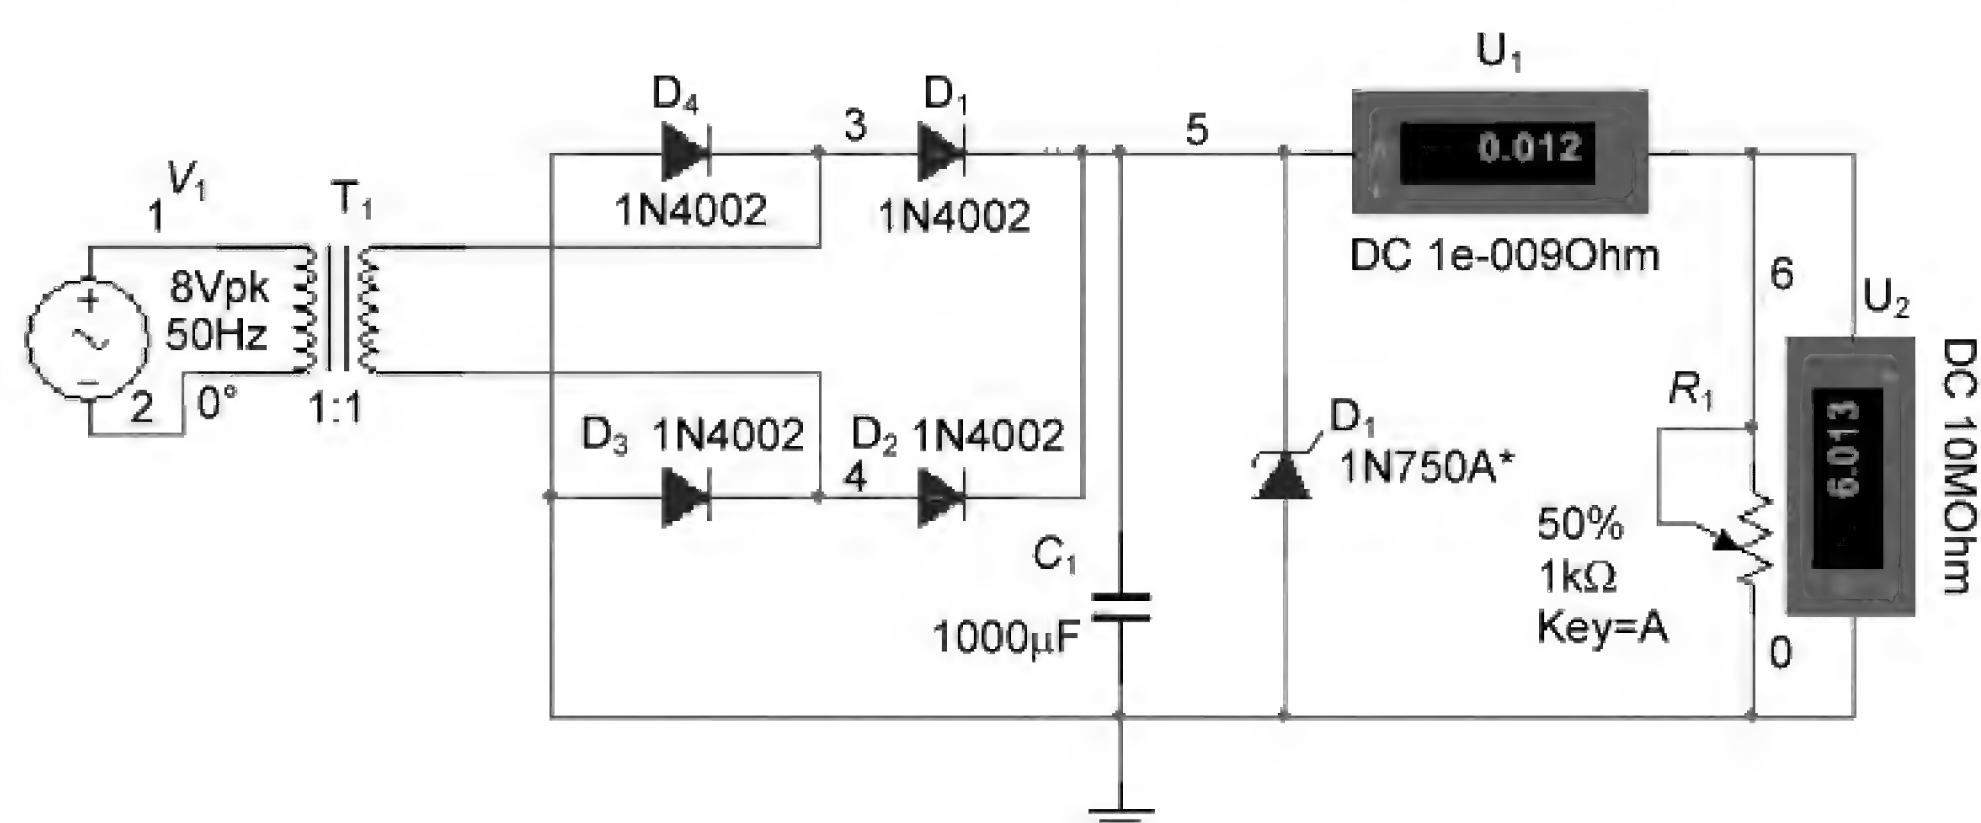 U₁
D₄
D₁
3
5
0.012
V₁
1
T₁
1N4002
1N4002
DC 1e-009Ohm
6
U₂
8Vpk
50Hz
2
0°
1:1
D₃ 1N4002
D₂ 1N4002
4
D₁
1N750A*
R₁
6.013
DC 10MOhm
50%
1kΩ
Key=A
C₁
1000μF
0